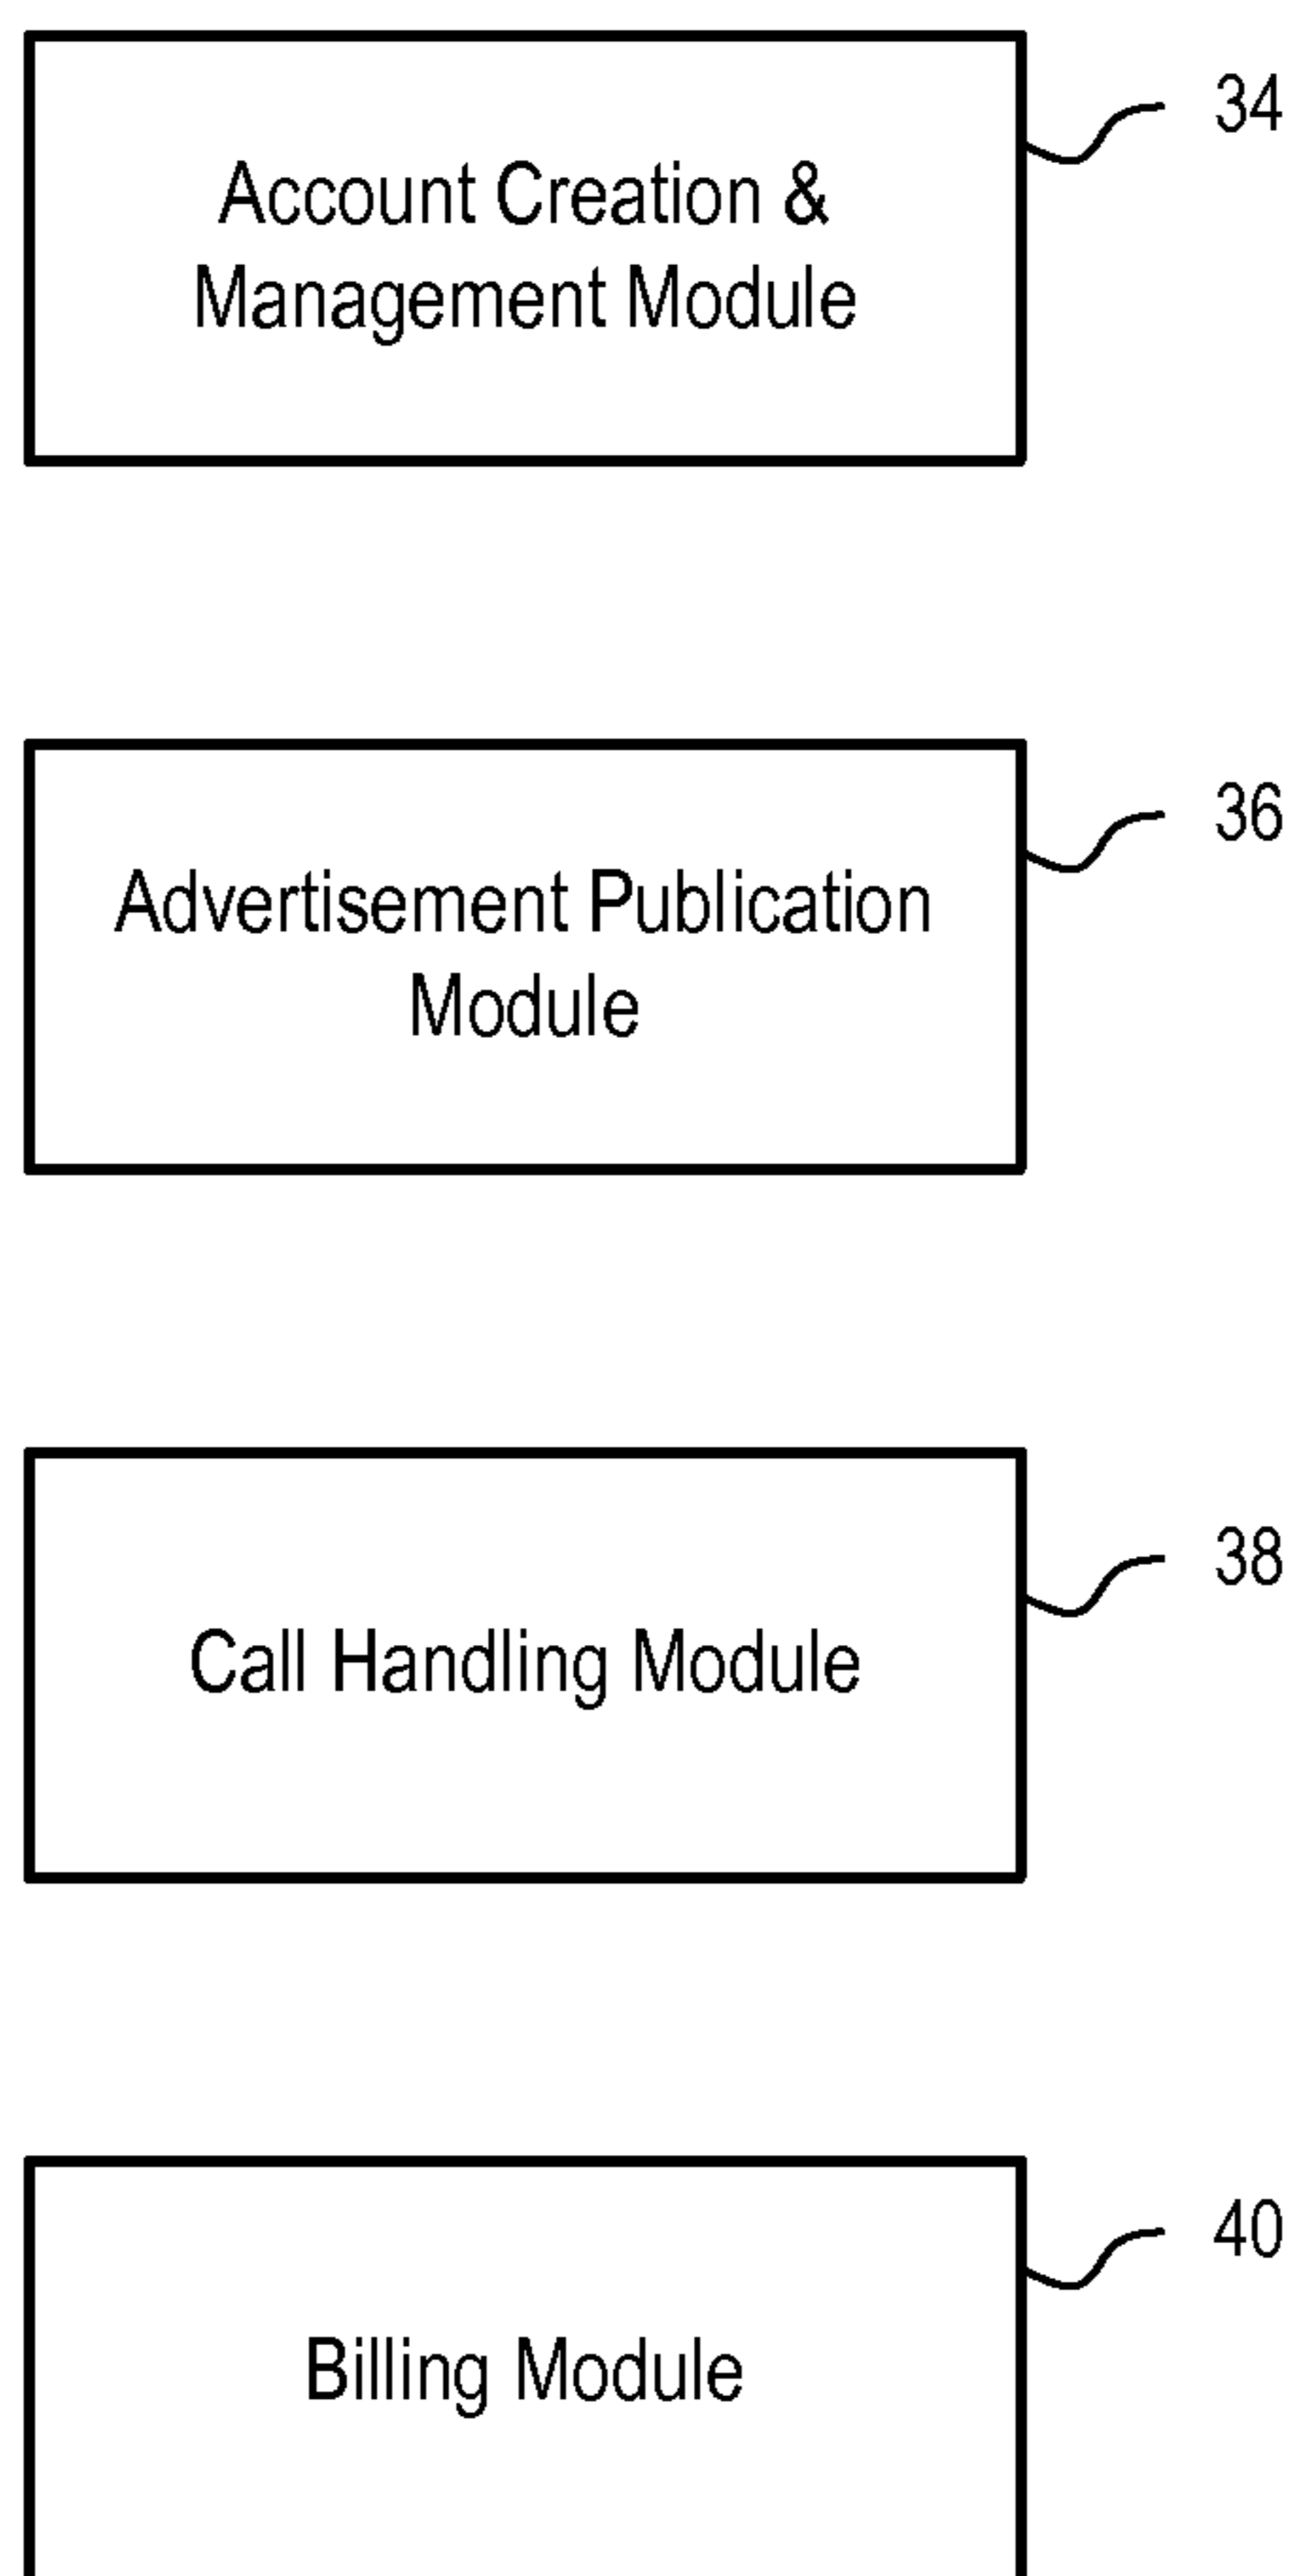 34
Account Creation &
Management Module
36
Advertisement Publication
Module
38
Call Handling Module
40
Billing Module